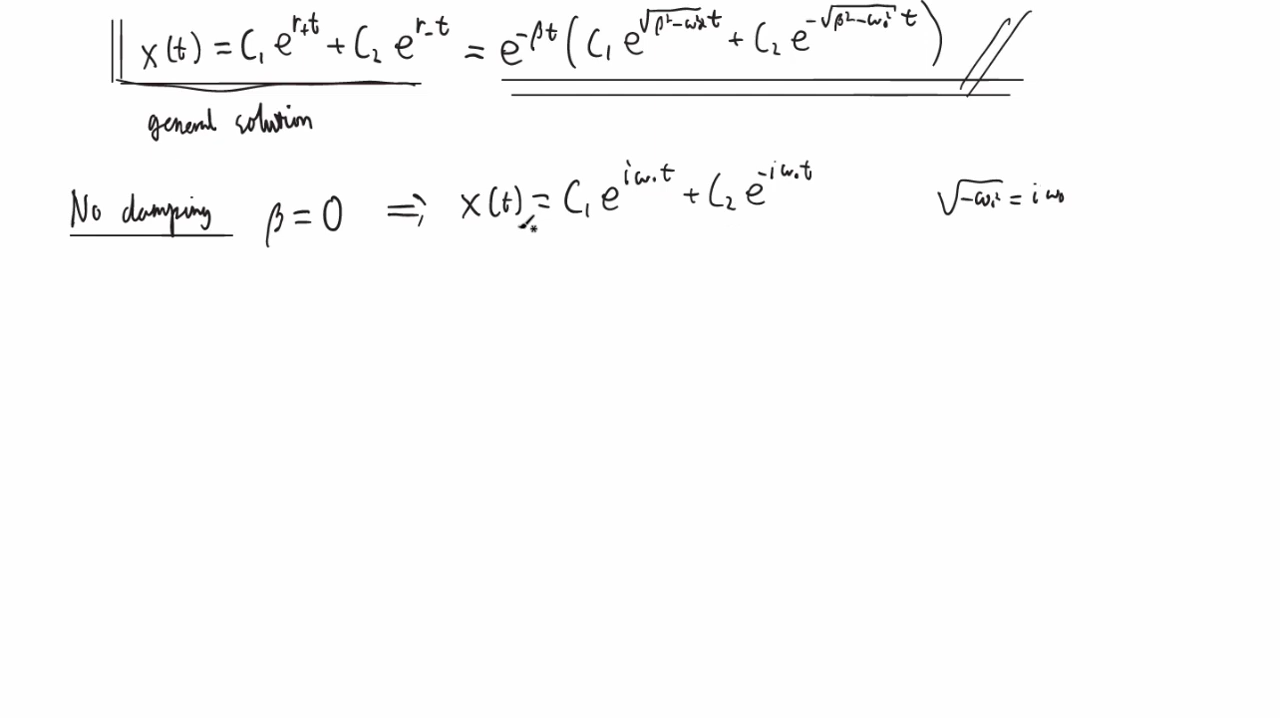 x(t) = C₁ e^{r₊t} + C₂ e^{r₋t} = e^{-βt} ( C₁ e^{√(β²-ω₀²) t} + C₂ e^{-√(β²-ω₀²) t} )
general solution
No damping β = 0 ⇒ x(t) = C₁ e^{iω₀t} + C₂ e^{-iω₀t} √(-ω₀²) = iω₀